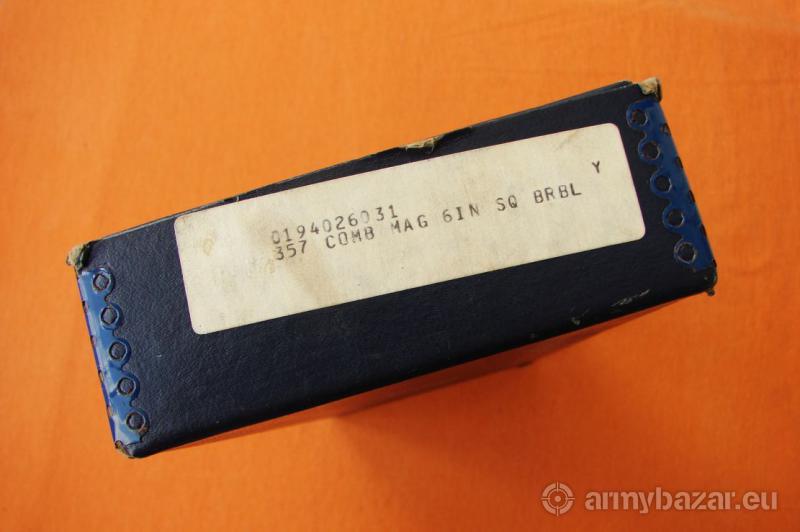 Y
0194026031
357 COMB MAG 6IN SQ BRBL
armybazar.eu